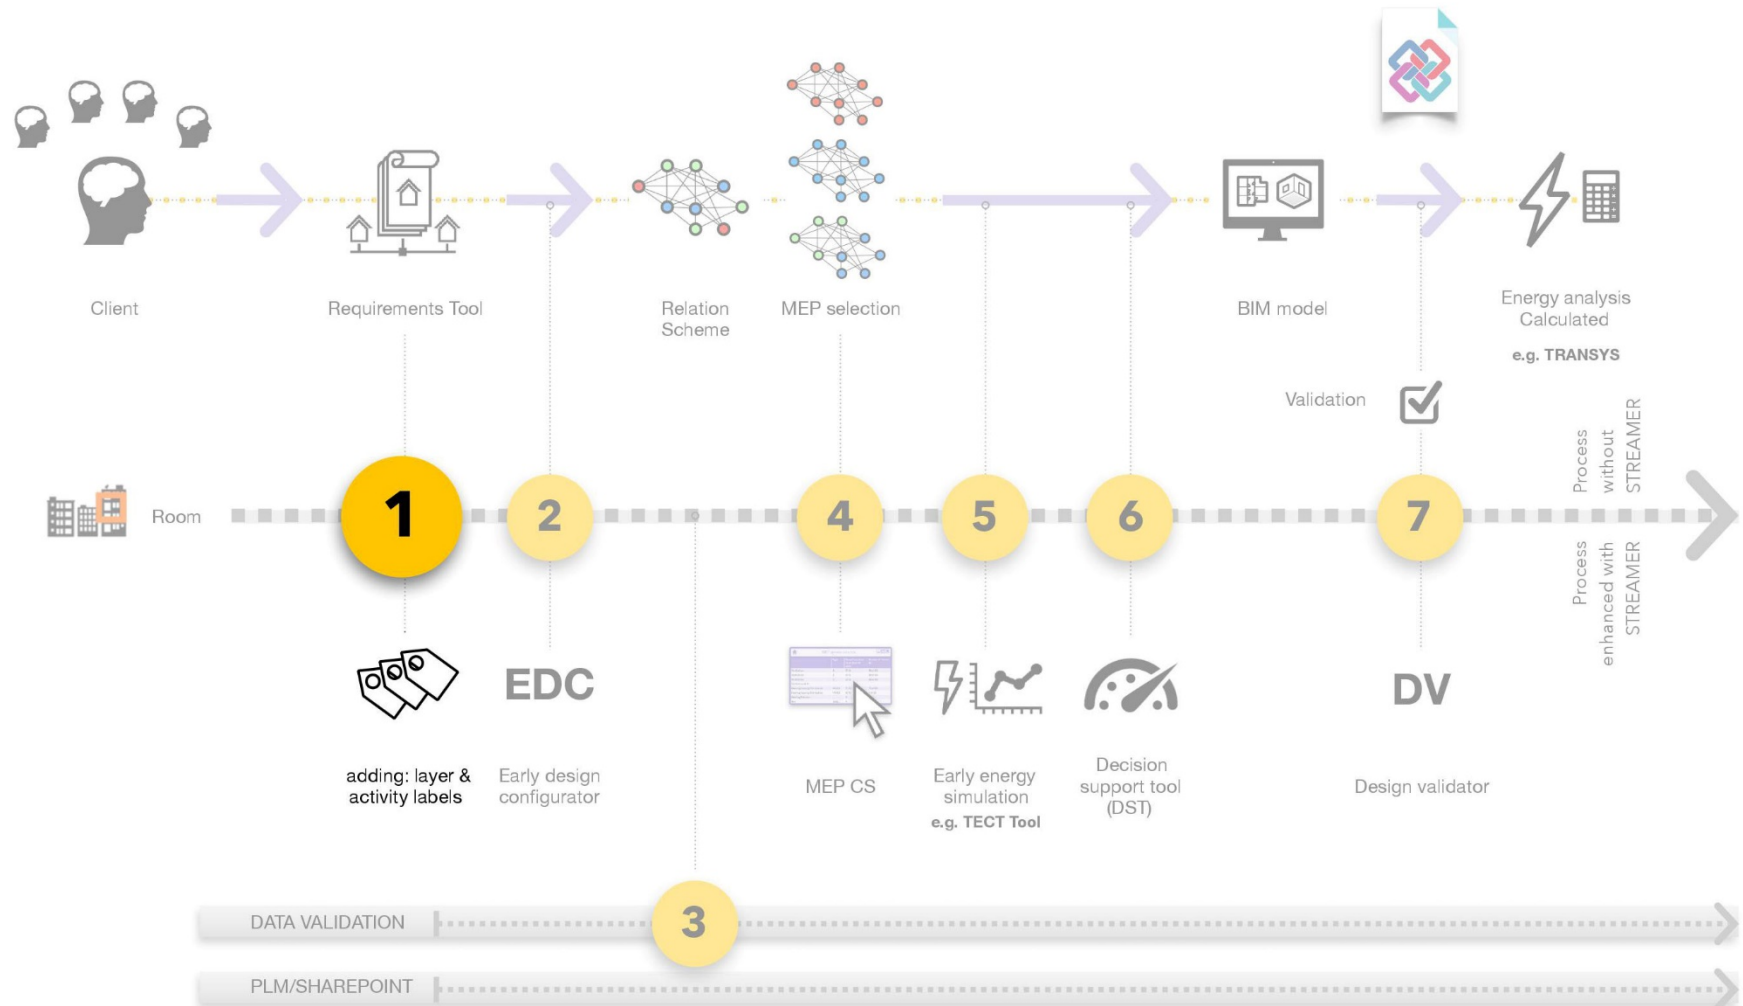 Client
Requirements Tool
Relation
Scheme
MEP selection
BIM model
Energy analysis
Calculated
e.g. TRANSYS
Validation
Process
without
STREAMER
Room
1
2
4
5
6
7
Process
enhanced with
STREAMER
EDC
DV
adding: layer &
activity labels
Early design
configurator
MEP CS
Early energy
simulation
e.g. TECT Tool
Decision
support tool
(DST)
Design validator
DATA VALIDATION
3
PLM/SHAREPOINT